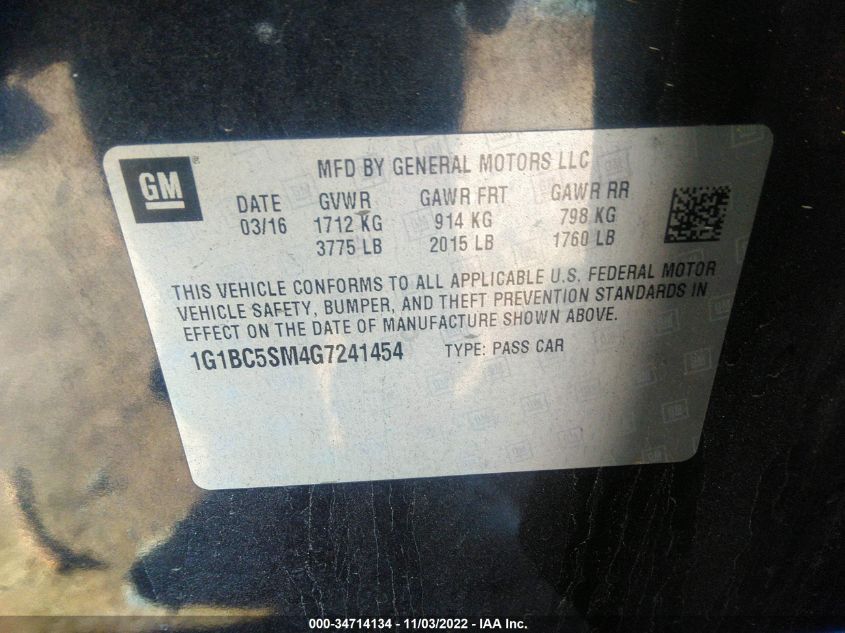 GM
MFD BY GENERAL MOTORS LLC
DATE GVWR GAWR FRT GAWR RR
03/16 1712 KG 914 KG 798 KG
3775 LB 2015 LB 1760 LB
THIS VEHICLE CONFORMS TO ALL APPLICABLE U.S. FEDERAL MOTOR
VEHICLE SAFETY, BUMPER, AND THEFT PREVENTION STANDARDS IN
EFFECT ON THE DATE OF MANUFACTURE SHOWN ABOVE.
1G1BC5SM4G7241454 TYPE: PASS CAR
000-34714134 - 11/03/2022 - IAA Inc.